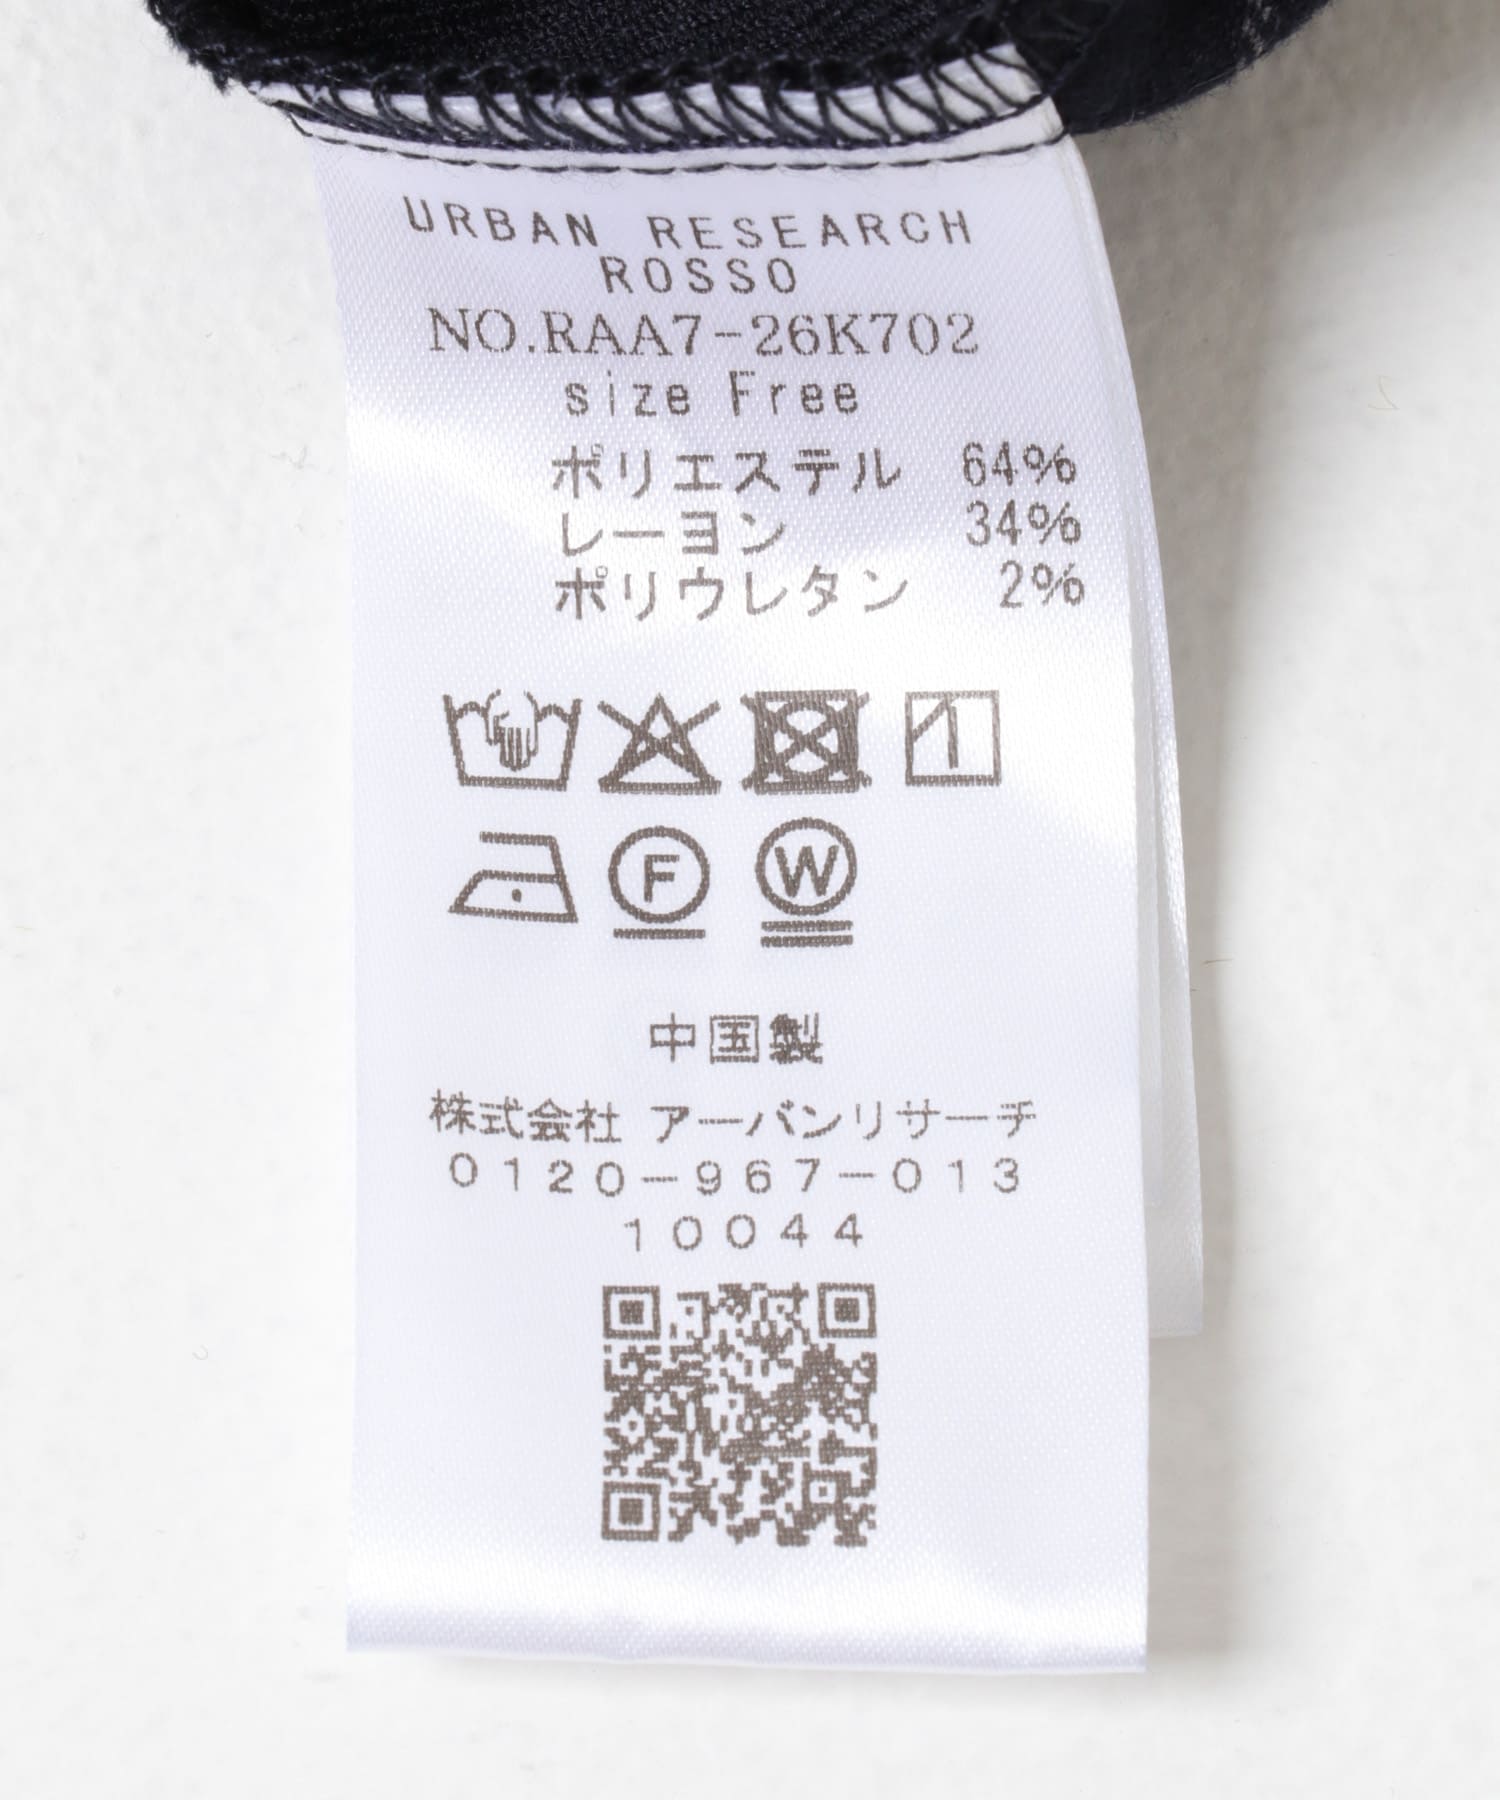 URBAN RESEARCH
ROSSO
NO.RAA7-26K702
size Free
ポリエステル 64%
レーヨン 34%
ポリウレタン 2%
F W
中国製
株式会社 アーバンリサーチ
0120-967-013
10044